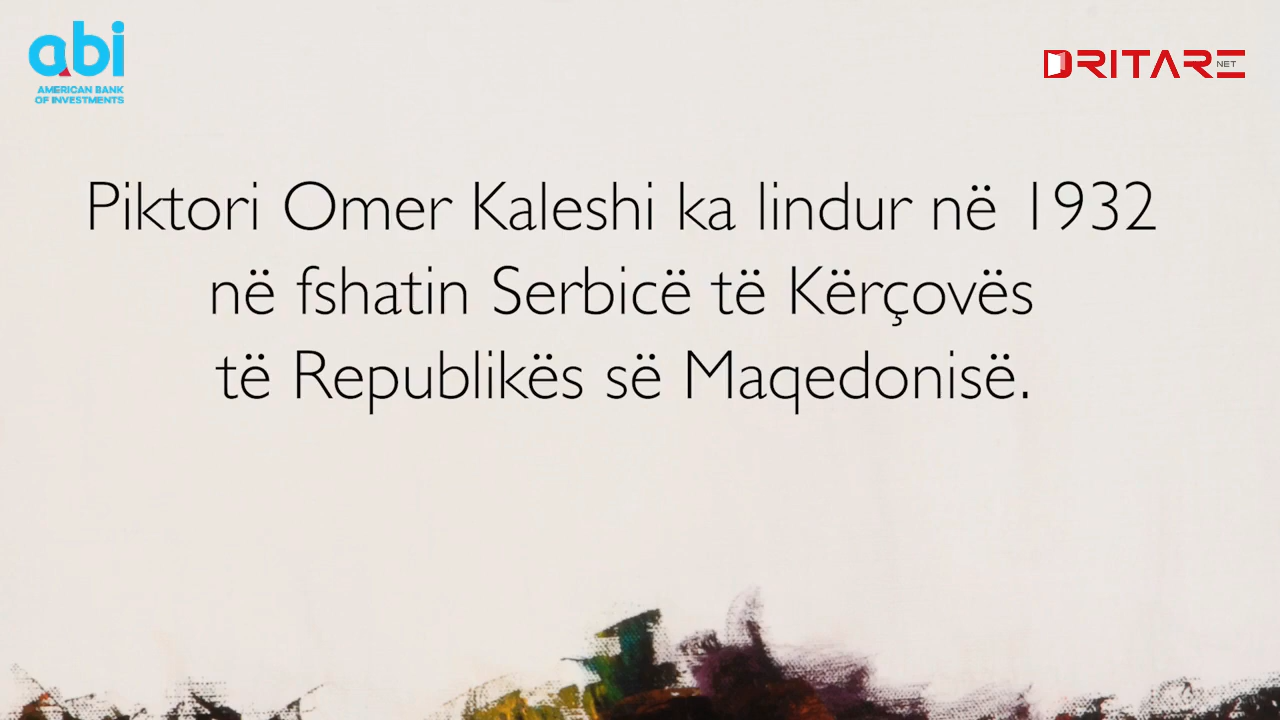 abi
AMERICAN BANK
OF INVESTMENTS
DRITARE
NET
Piktori Omer Kaleshi ka lindur në 1932
në fshatin Serbicë të Kërçovës
të Republikës së Maqedonisë.